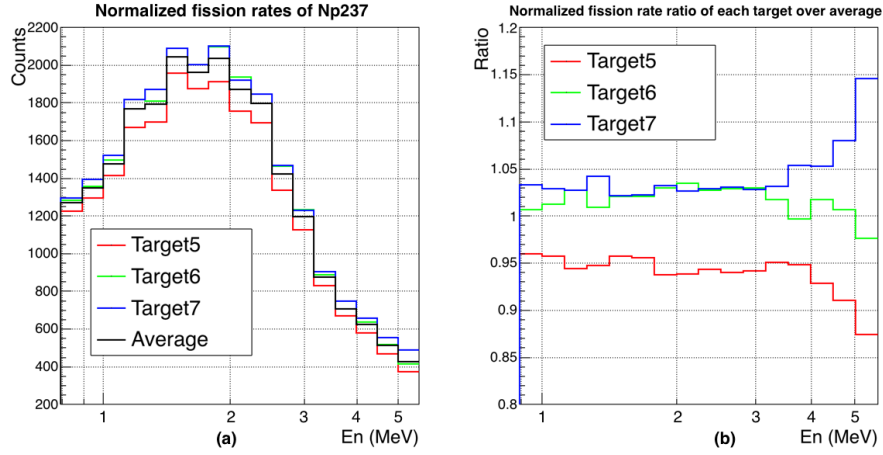 Normalized fission rates of Np237
Counts
2200
2000
1800
1600
1400
1200
1000
800
600
400
200
Target5
Target6
Target7
Average
1
2
3
4
5
(a)
En (MeV)
Normalized fission rate ratio of each target over average
Ratio
1.2
1.15
1.1
1.05
1
0.95
0.9
0.85
0.8
Target5
Target6
Target7
1
2
3
4
5
(b)
En (MeV)